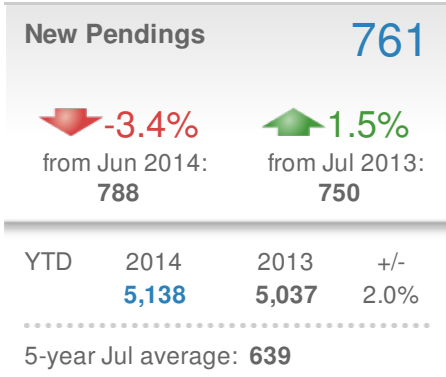 New Pendings 761
-3.4% 1.5%
from Jun 2014: from Jul 2013:
788 750
YTD 2014 2013 +/-
5,138 5,037 2.0%
5-year Jul average: 639